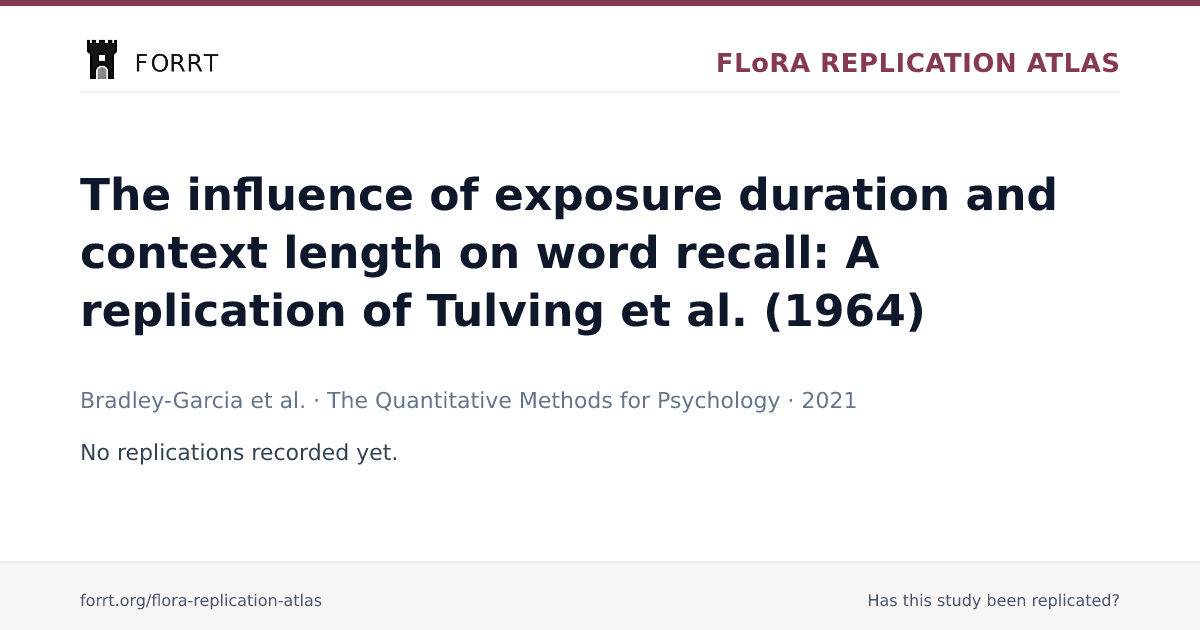 FORRT
FLoRA REPLICATION ATLAS
The influence of exposure duration and
context length on word recall: A
replication of Tulving et al. (1964)
Bradley-Garcia et al. · The Quantitative Methods for Psychology · 2021
No replications recorded yet.
forrt.org/flora-replication-atlas
Has this study been replicated?